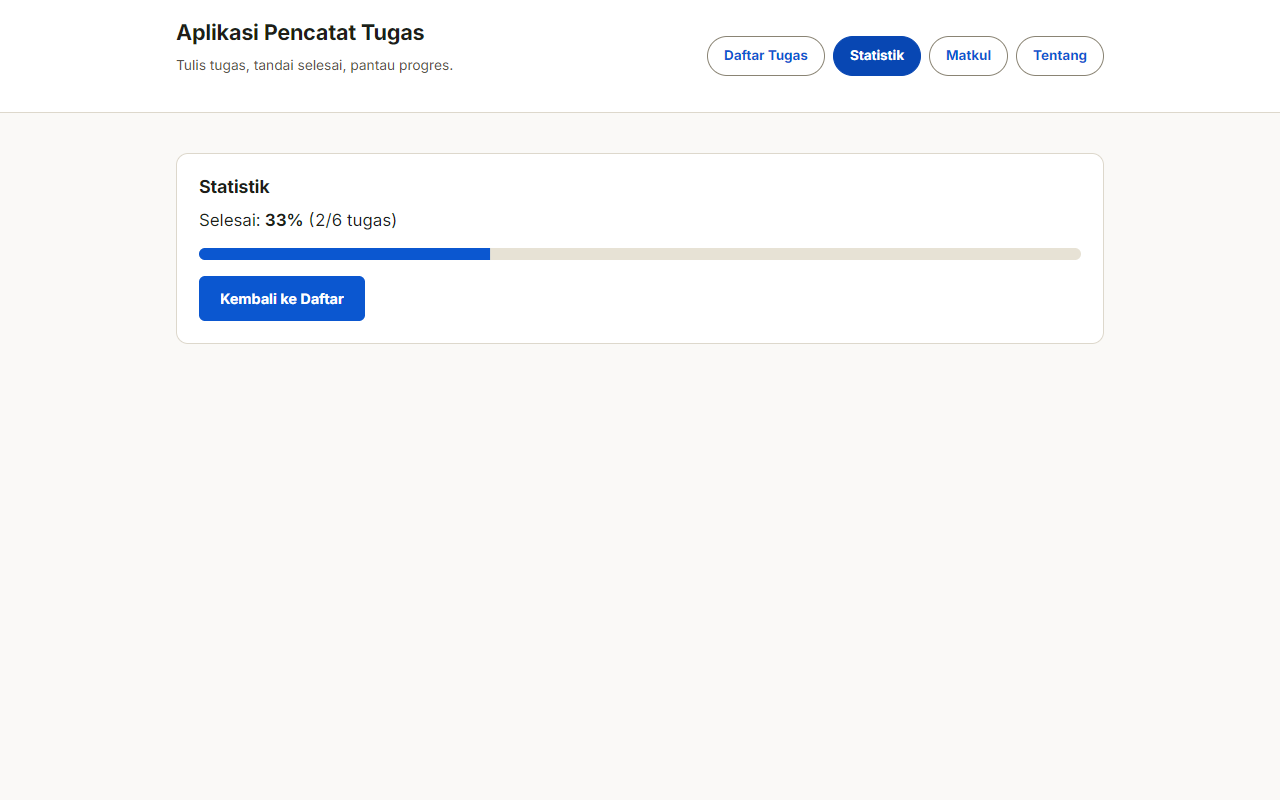 Aplikasi Pencatat Tugas
Tulis tugas, tandai selesai, pantau progres.
Daftar Tugas
Statistik
Matkul
Tentang
Statistik
Selesai: 33% (2/6 tugas)
Kembali ke Daftar